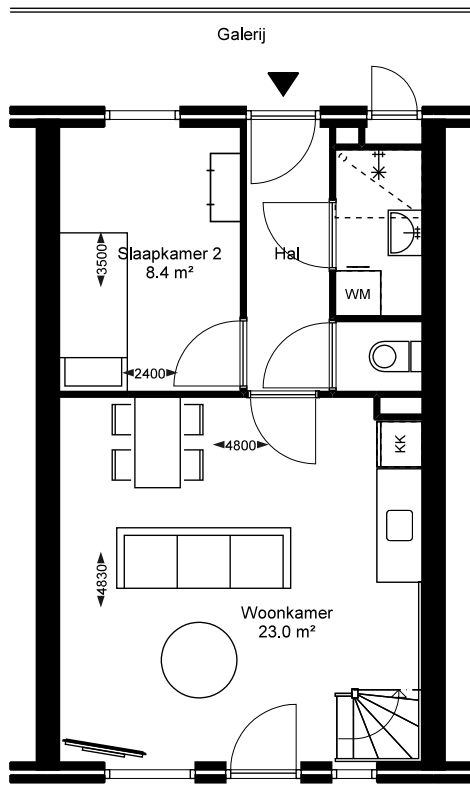 Galerij
Slaapkamer 2
8.4 m²
3500
2400
Hal
WM
4800
KK
4830
Woonkamer
23.0 m²